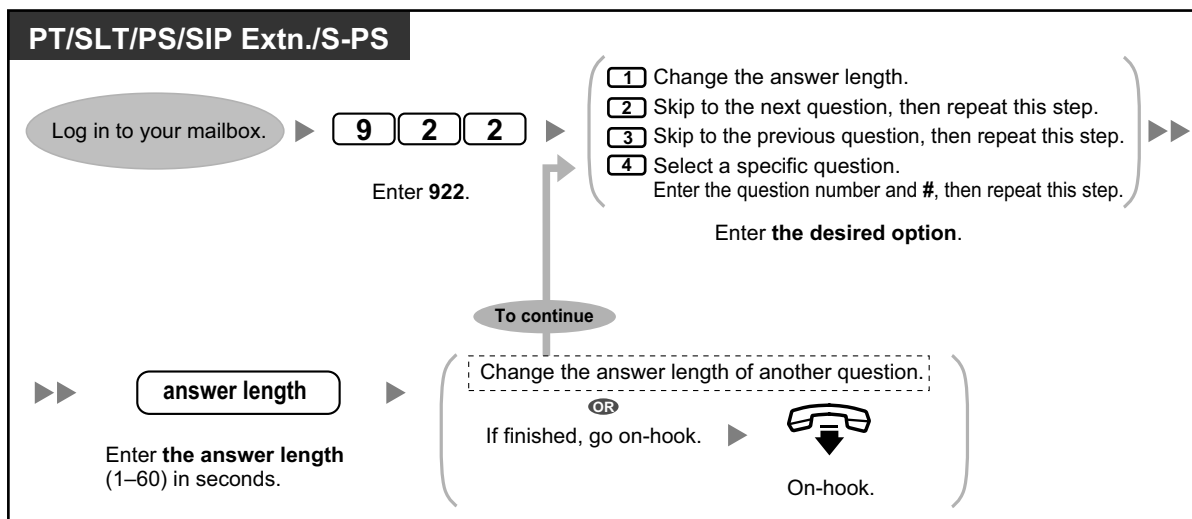 PT/SLT/PS/SIP Extn./S-PS
Log in to your mailbox.
9 2 2
Enter 922.
1 Change the answer length.
2 Skip to the next question, then repeat this step.
3 Skip to the previous question, then repeat this step.
4 Select a specific question.
Enter the question number and #, then repeat this step.
Enter the desired option.
To continue
answer length
Enter the answer length
(1–60) in seconds.
Change the answer length of another question.
OR
If finished, go on-hook.
On-hook.